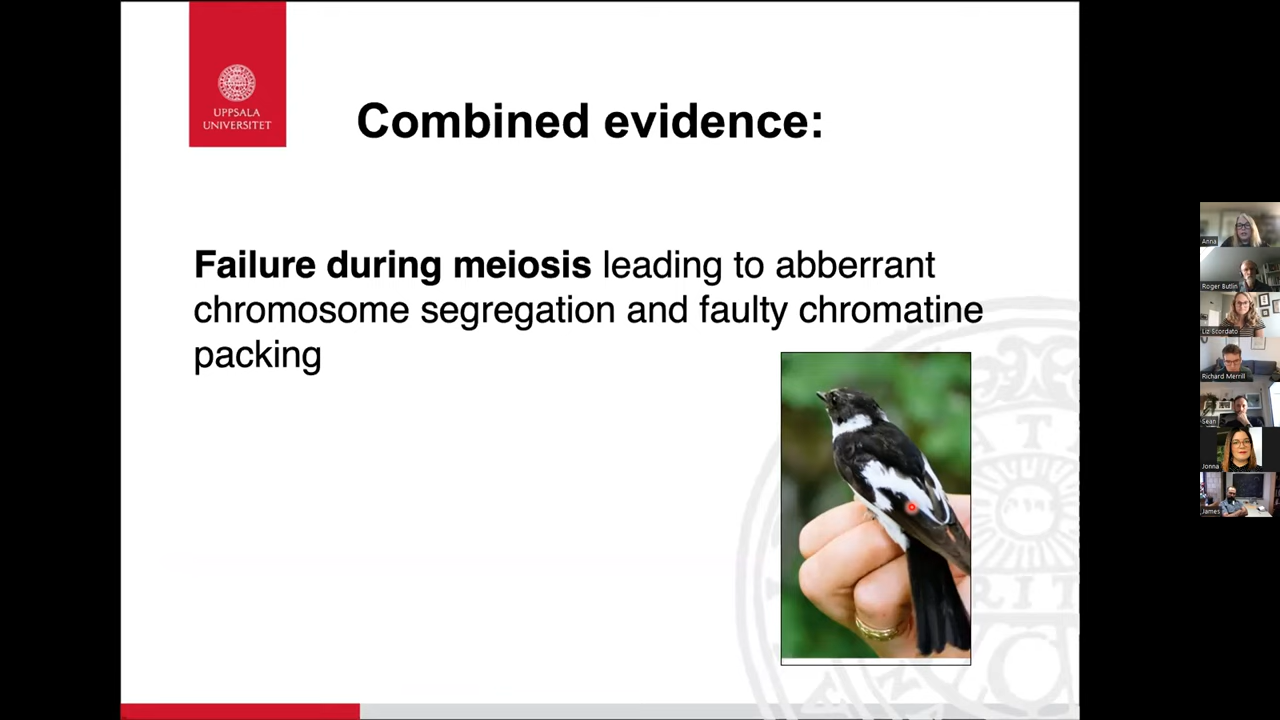 UPPSALA
UNIVERSITET
Combined evidence:
Failure during meiosis leading to abberrant
chromosome segregation and faulty chromatine
packing
Anna
Roger Butlin
Liz Scordato
Richard Merrill
Sean
Jonna
James